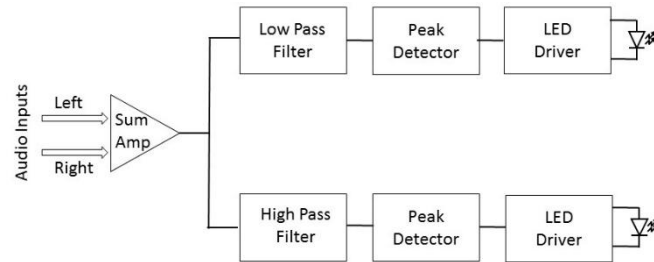 Audio Inputs
Left
Right
Sum
Amp
Low Pass
Filter
Peak
Detector
LED
Driver
High Pass
Filter
Peak
Detector
LED
Driver